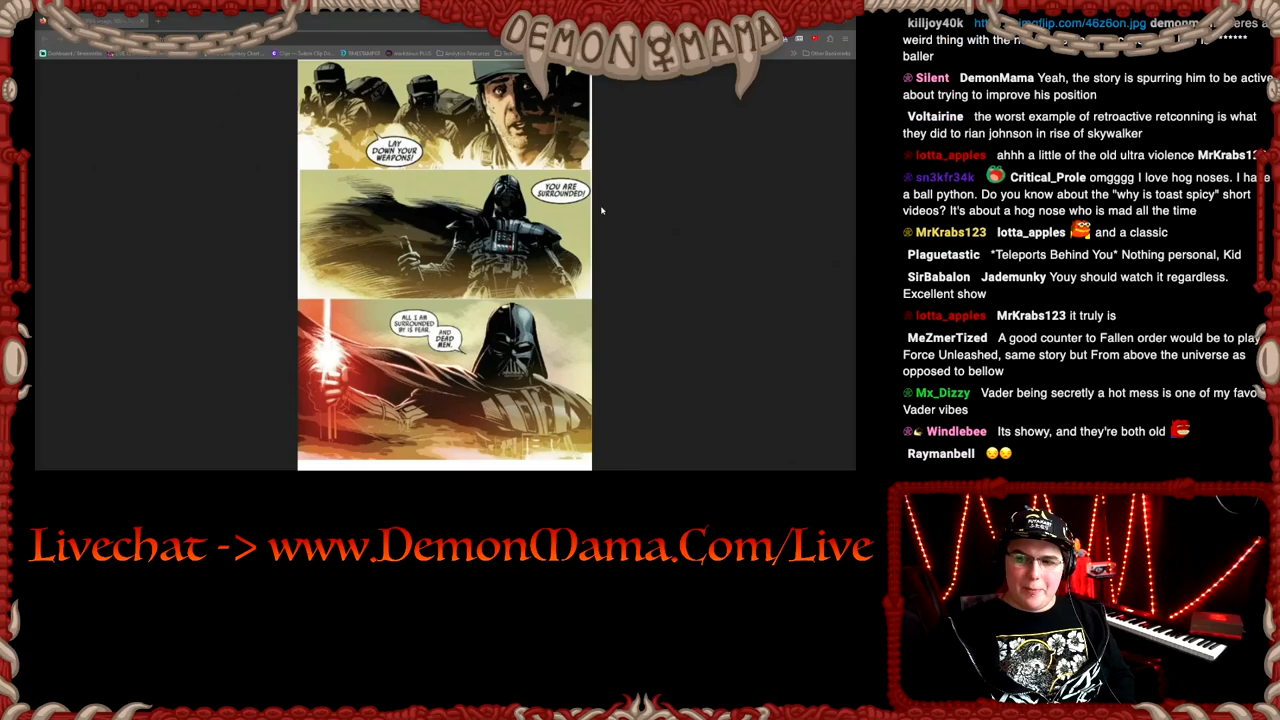 DEMON MAMA
LAY
DOWN YOUR
WEAPONS!
YOU ARE
SURROUNDED!
ALL I AM
SURROUNDED
BY IS FEAR.
AND
DEAD
MEN.
Livechat -> www.DemonMama.Com/Live
killjoy40k imgflip.com/46z6on.jpg
weird thing with the
baller
Silent DemonMama Yeah, the story is spurring him to be active
about trying to improve his position
Voltairine the worst example of retroactive retconning is what
they did to rian johnson in rise of skywalker
lotta_apples ahhh a little of the old ultra violence MrKrabs12
sn3kfr34k Critical_Prole omgggg I love hog noses. I ha
a ball python. Do you know about the "why is toast spicy" short
videos? It's about a hog nose who is mad all the time
MrKrabs123 lotta_apples and a classic
Plaguetastic *Teleports Behind You* Nothing personal, Kid
SirBabalon Jademunky Youy should watch it regardless.
Excellent show
lotta_apples MrKrabs123 it truly is
MeZmerTized A good counter to Fallen order would be to play
Force Unleashed, same story but From above the universe as
opposed to bellow
Mx_Dizzy Vader being secretly a hot mess is one of my favo
Vader vibes
Windlebee Its showy, and they're both old
Raymanbell